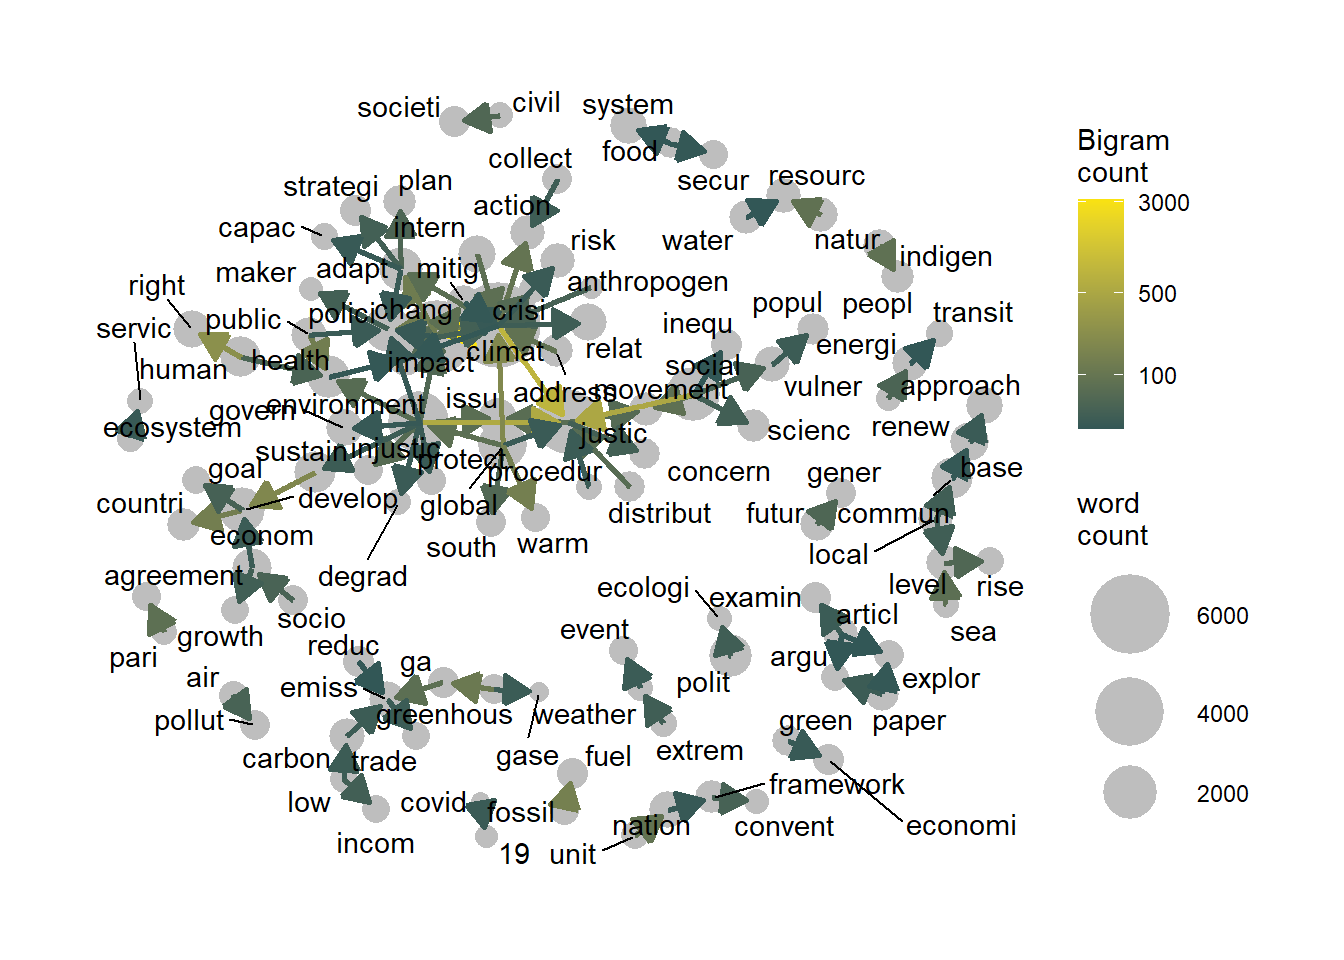 societi
civil
system
food
secur
collect
resourc
strategi
plan
action
capac
intern
water
natur
risk
indigen
maker
adapt
mitig
anthropogen
right
popul
peopl
transit
servic
public
polici
chang
crisi
inequ
energi
human
health
impact
climat
relat
social
vulner
approach
address
movement
govern
environment
issu
ecosystem
sustain
injustic
justic
scienc
renew
goal
protect
procedur
concern
gener
base
countri
develop
global
distribut
futur
commun
econom
south
warm
local
agreement
degrad
level
rise
ecologi
examin
growth
socio
articl
sea
pari
reduc
event
air
ga
argu
emiss
polit
explor
pollut
greenhous
weather
green
paper
carbon
trade
gase
fuel
extrem
low
covid
fossil
framework
incom
19
unit
nation
convent
economi
Bigram
count
3000
500
100
word
count
6000
4000
2000